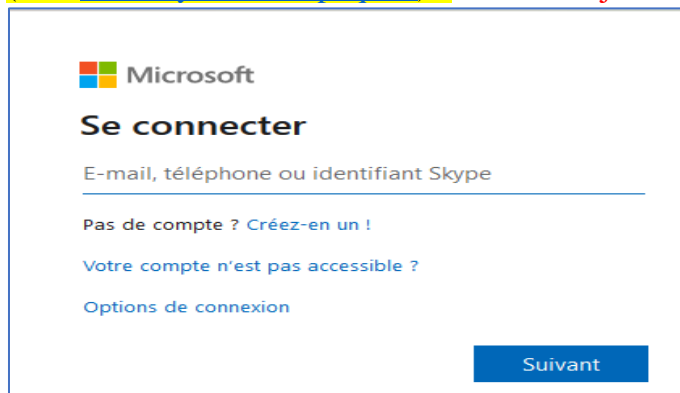 Microsoft
Se connecter
E-mail, téléphone ou identifiant Skype
Pas de compte ? Créez-en un !
Votre compte n'est pas accessible ?
Options de connexion
Suivant